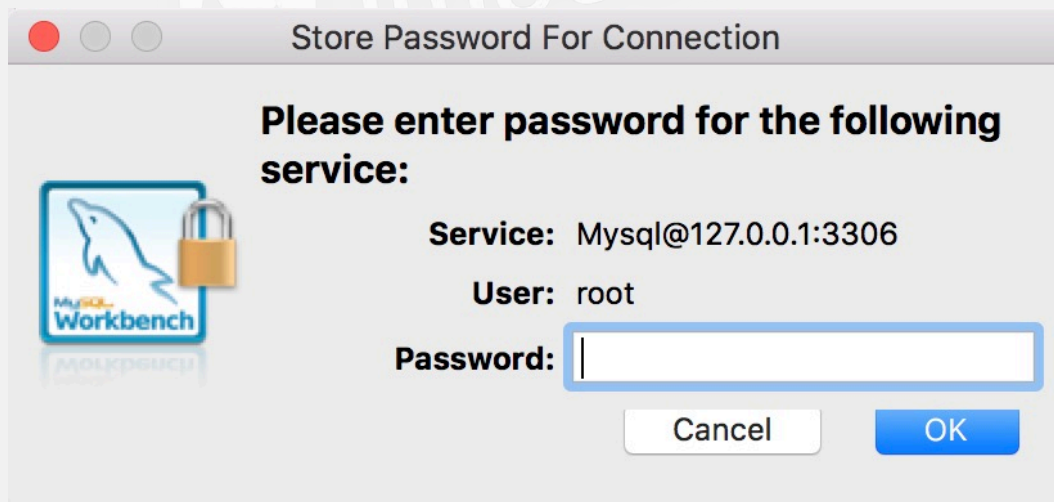 Store Password For Connection
Please enter password for the following
service:
Service: Mysql@127.0.0.1:3306
User: root
Password:
MySQL
Workbench
Cancel OK